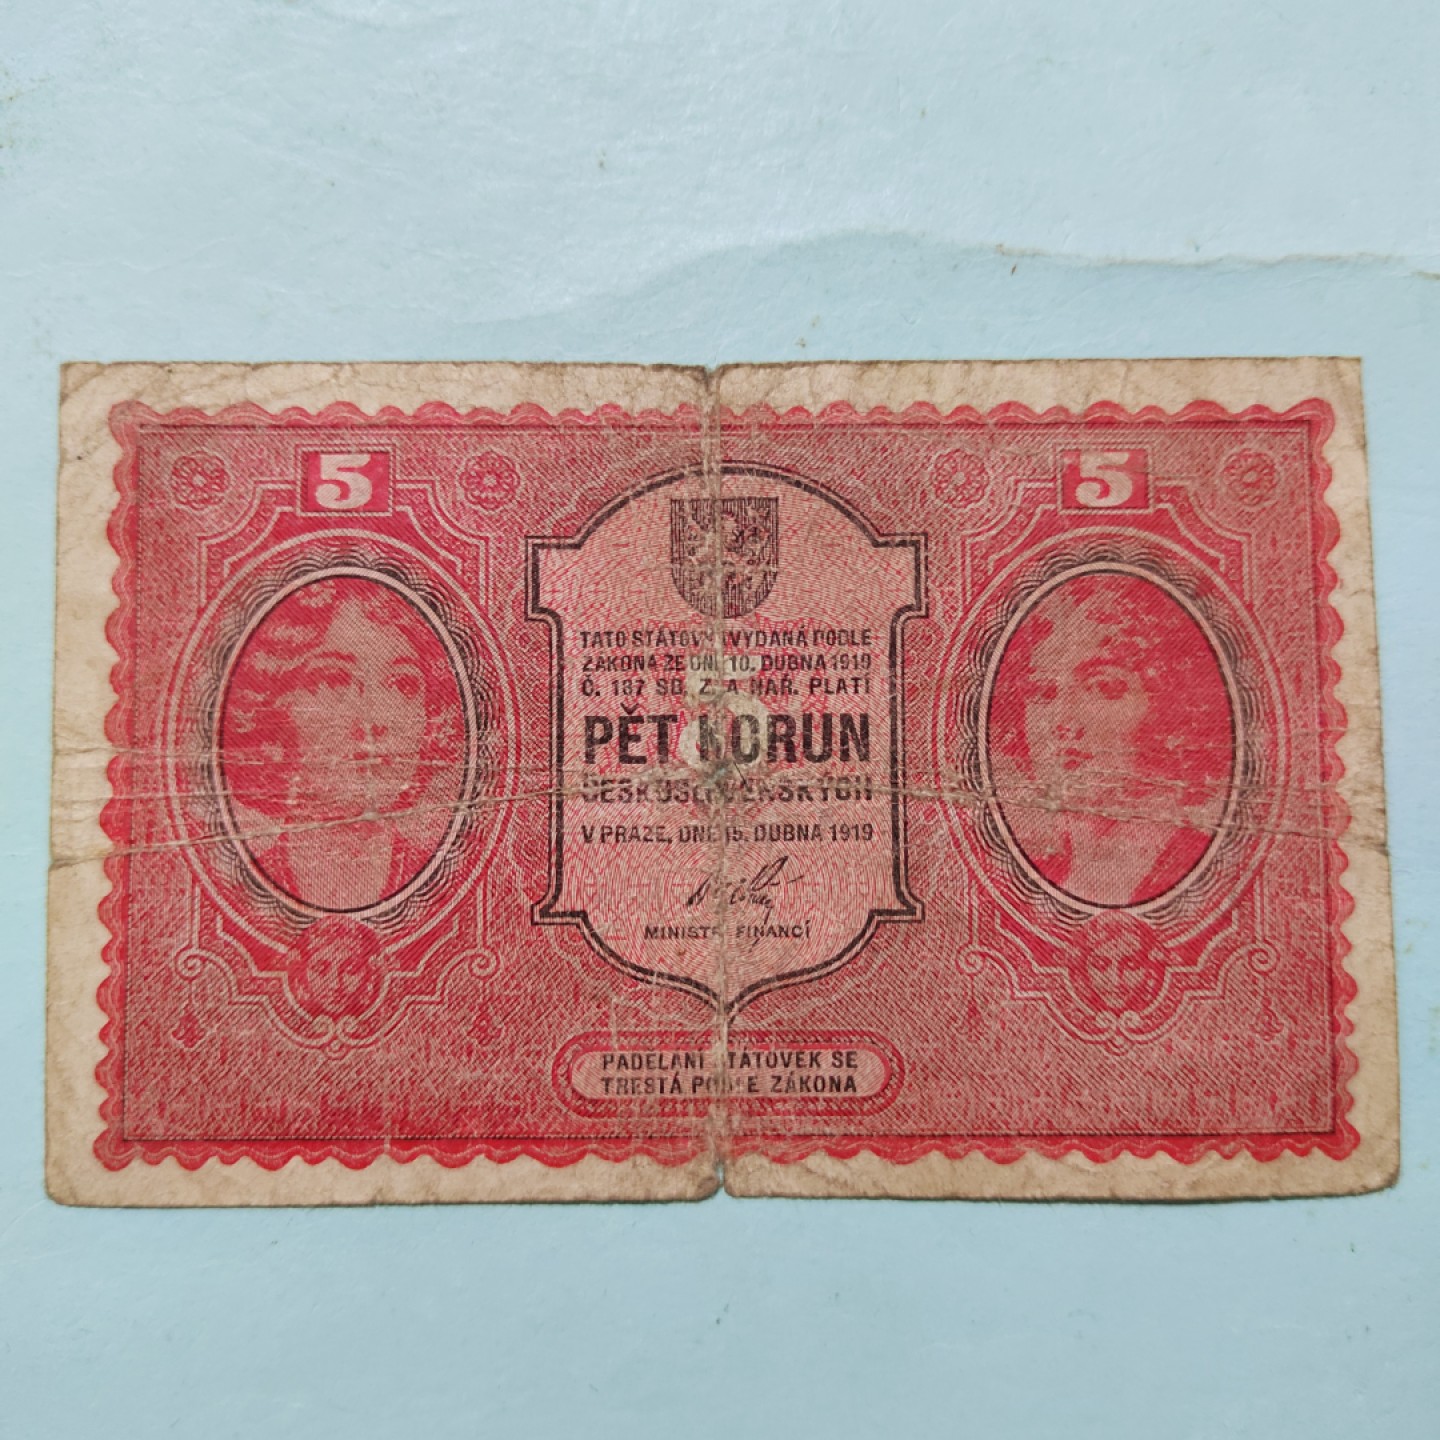 5 5
TATO STÁTOVKA VYDANÁ PODLE
ZÁKONA ZE DNE 10. DUBNA 1919
Č. 187 SB. Z. A NAŘ. PLATÍ
PĚT KORUN
ČESKOSLOVENSKÝCH
V PRAZE, DNE 15. DUBNA 1919
MINISTR FINANCÍ
PADĚLÁNÍ STÁTOVEK SE
TRESTÁ PODLE ZÁKONA